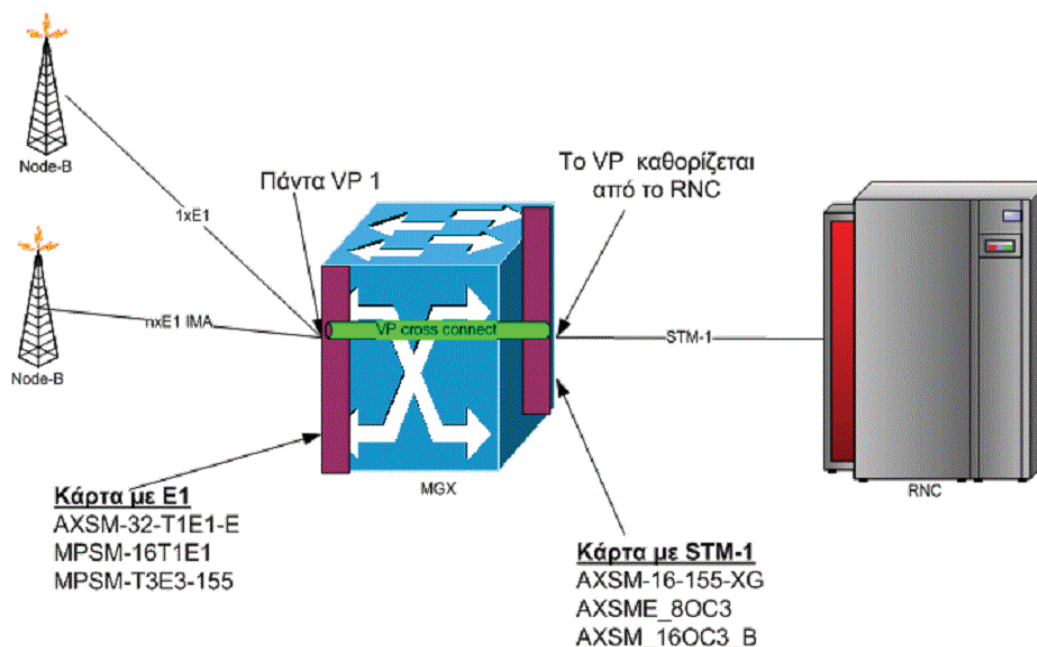 Node-B
1xE1
Node-B
nxE1 IMA
Πάντα VP 1
Το VP καθορίζεται
από το RNC
VP cross connect
STM-1
MGX
RNC
Κάρτα με E1
AXSM-32-T1E1-E
MPSM-16T1E1
MPSM-T3E3-155
Κάρτα με STM-1
AXSM-16-155-XG
AXSME_8OC3
AXSM_16OC3_B